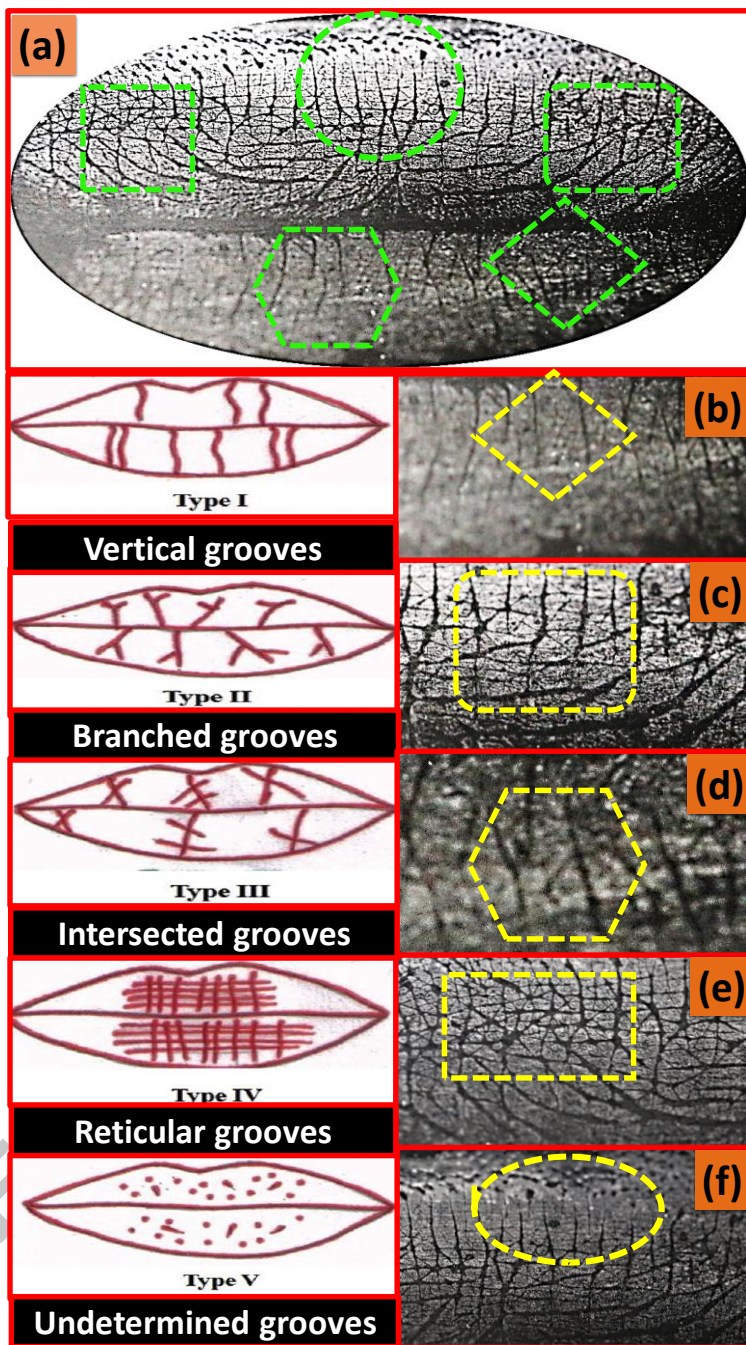 (a)
Type I
(b)
Vertical grooves
(c)
Type II
Branched grooves
(d)
Type III
Intersected grooves
(e)
Type IV
Reticular grooves
(f)
Type V
Undetermined grooves